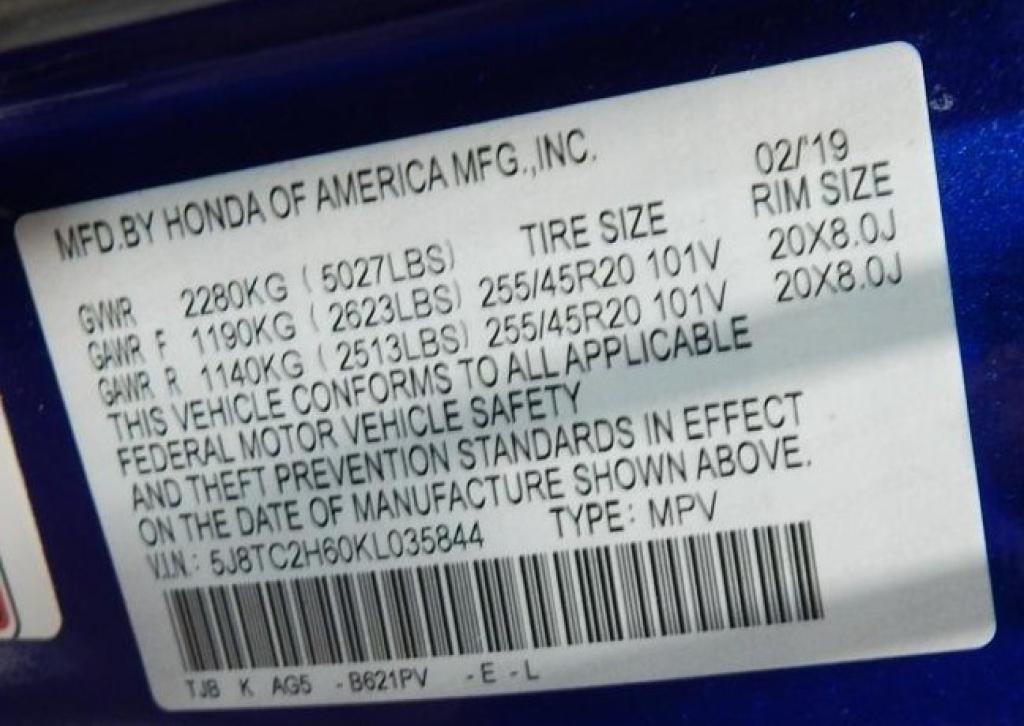 MFD.BY HONDA OF AMERICA MFG.,INC. 02/'19
TIRE SIZE RIM SIZE
GVWR 2280KG ( 5027LBS)
GAWR F 1190KG ( 2623LBS) 255/45R20 101V 20X8.0J
GAWR R 1140KG ( 2513LBS) 255/45R20 101V 20X8.0J
THIS VEHICLE CONFORMS TO ALL APPLICABLE
FEDERAL MOTOR VEHICLE SAFETY
AND THEFT PREVENTION STANDARDS IN EFFECT
ON THE DATE OF MANUFACTURE SHOWN ABOVE.
V.I.N.: 5J8TC2H60KL035844 TYPE: MPV
TJB K AG5 -B621PV -E -L